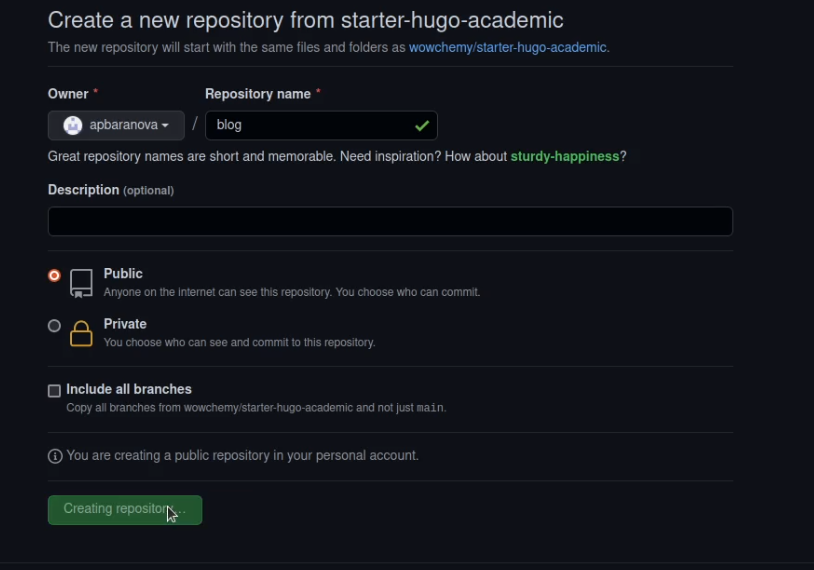 Create a new repository from starter-hugo-academic
The new repository will start with the same files and folders as wowchemy/starter-hugo-academic.
Owner * Repository name *
apbaranova / blog
Great repository names are short and memorable. Need inspiration? How about sturdy-happiness?
Description (optional)
Public
Anyone on the internet can see this repository. You choose who can commit.
Private
You choose who can see and commit to this repository.
Include all branches
Copy all branches from wowchemy/starter-hugo-academic and not just main.
You are creating a public repository in your personal account.
Creating repository...